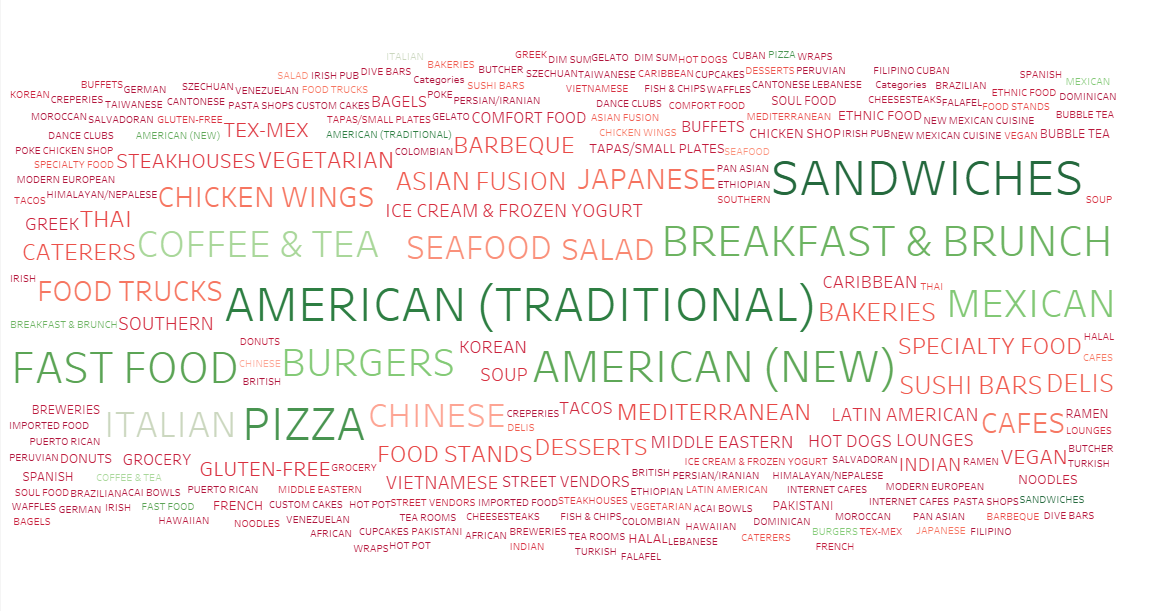 ITALIAN GREEK DIM SUM GELATO DIM SUM HOT DOGS CUBAN PIZZA WRAPS
SALAD IRISH PUB DIVE BARS BAKERIES BUTCHER SZECHUAN TAIWANESE CARIBBEAN CUPCAKES DESSERTS PERUVIAN FILIPINO CUBAN SPANISH
BUFFETS GERMAN SZECHUAN VENEZUELAN FOOD TRUCKS Categories SUSHI BARS VIETNAMESE FISH & CHIPS WAFFLES CANTONESE LEBANESE Categories BRAZILIAN ETHNIC FOOD MEXICAN
KOREAN CREPERIES TAIWANESE CANTONESE PASTA SHOPS CUSTOM CAKES BAGELS POKE PERSIAN/IRANIAN DANCE CLUBS COMFORT FOOD SOUL FOOD CHEESESTEAKS FALAFEL FOOD STANDS DOMINICAN
MOROCCAN SALVADORAN GLUTEN-FREE TAPAS/SMALL PLATES GELATO COMFORT FOOD ASIAN FUSION MEDITERRANEAN ETHNIC FOOD NEW MEXICAN CUISINE BUBBLE TEA
DANCE CLUBS AMERICAN (NEW) TEX-MEX AMERICAN (TRADITIONAL) CHICKEN WINGS BUFFETS CHICKEN SHOP IRISH PUB NEW MEXICAN CUISINE VEGAN BUBBLE TEA
POKE CHICKEN SHOP COLOMBIAN BARBEQUE TAPAS/SMALL PLATES SEAFOOD
SPECIALTY FOOD STEAKHOUSES VEGETARIAN
MODERN EUROPEAN ASIAN FUSION JAPANESE PAN ASIAN SANDWICHES
TACOS HIMALAYAN/NEPALESE CHICKEN WINGS ETHIOPIAN
ICE CREAM & FROZEN YOGURT SOUTHERN SOUP
GREEK THAI
CATERERS COFFEE & TEA SEAFOOD SALAD BREAKFAST & BRUNCH
IRISH FOOD TRUCKS AMERICAN (TRADITIONAL) CARIBBEAN THAI MEXICAN
BREAKFAST & BRUNCH SOUTHERN BAKERIES
DONUTS KOREAN SPECIALTY FOOD HALAL
FAST FOOD CHINESE BURGERS AMERICAN (NEW) CAFES
BRITISH SOUP SUSHI BARS DELIS
BREWERIES ITALIAN PIZZA CHINESE CREPERIES TACOS MEDITERRANEAN LATIN AMERICAN CAFES RAMEN
IMPORTED FOOD DELIS LOUNGES
PUERTO RICAN MIDDLE EASTERN HOT DOGS LOUNGES
PERUVIAN DONUTS GROCERY FOOD STANDS DESSERTS ICE CREAM & FROZEN YOGURT SALVADORAN INDIAN RAMEN VEGAN BUTCHER
GLUTEN-FREE GROCERY TURKISH
SPANISH COFFEE & TEA VIETNAMESE STREET VENDORS BRITISH PERSIAN/IRANIAN HIMALAYAN/NEPALESE NOODLES
SOUL FOOD BRAZILIAN ACAI BOWLS PUERTO RICAN MIDDLE EASTERN ETHIOPIAN LATIN AMERICAN INTERNET CAFES MODERN EUROPEAN
WAFFLES GERMAN IRISH FAST FOOD FRENCH CUSTOM CAKES HOT POT STREET VENDORS IMPORTED FOOD STEAKHOUSES VEGETARIAN ACAI BOWLS PAKISTANI INTERNET CAFES PASTA SHOPS SANDWICHES
BAGELS HAWAIIAN NOODLES VENEZUELAN TEA ROOMS CHEESESTEAKS FISH & CHIPS COLOMBIAN HAWAIIAN DOMINICAN MOROCCAN PAN ASIAN BARBEQUE DIVE BARS
AFRICAN CUPCAKES PAKISTANI AFRICAN BREWERIES TEA ROOMS HALAL LEBANESE CATERERS BURGERS TEX-MEX JAPANESE FILIPINO
WRAPS HOT POT INDIAN TURKISH FALAFEL FRENCH